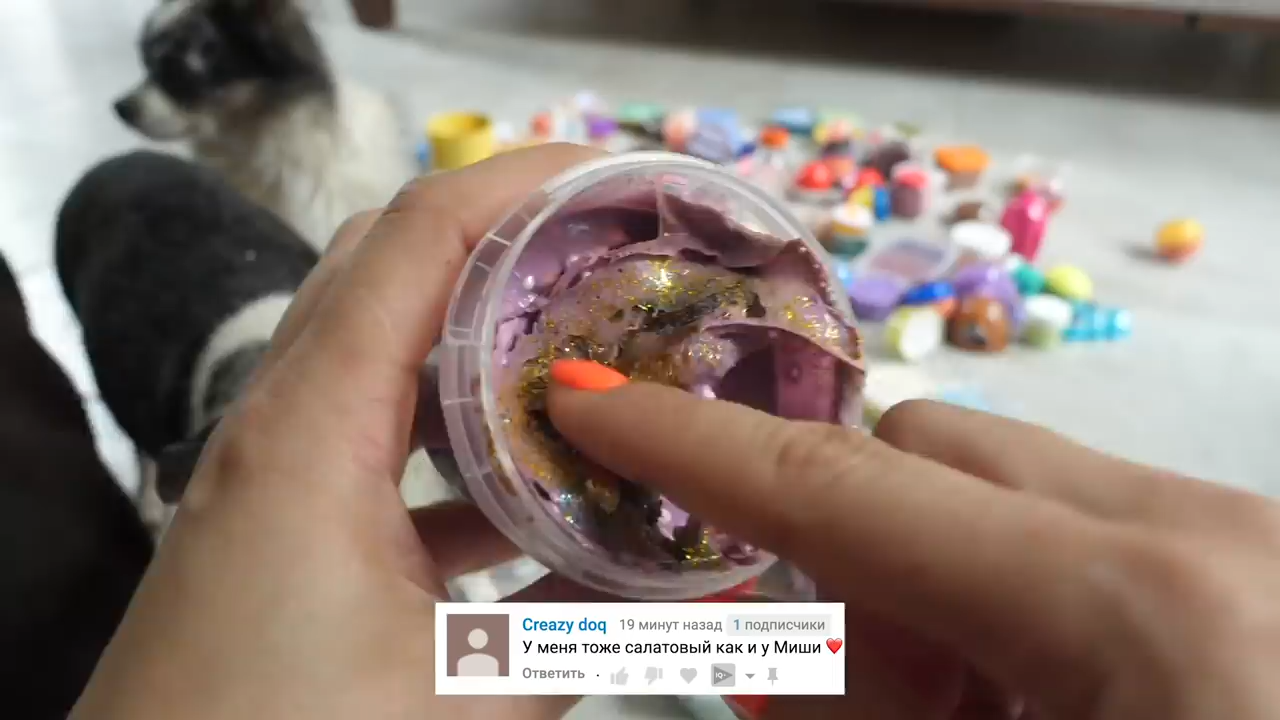 Creazy doq 19 минут назад 1 подписчики
У меня тоже салатовый как и у Миши ❤️
Ответить